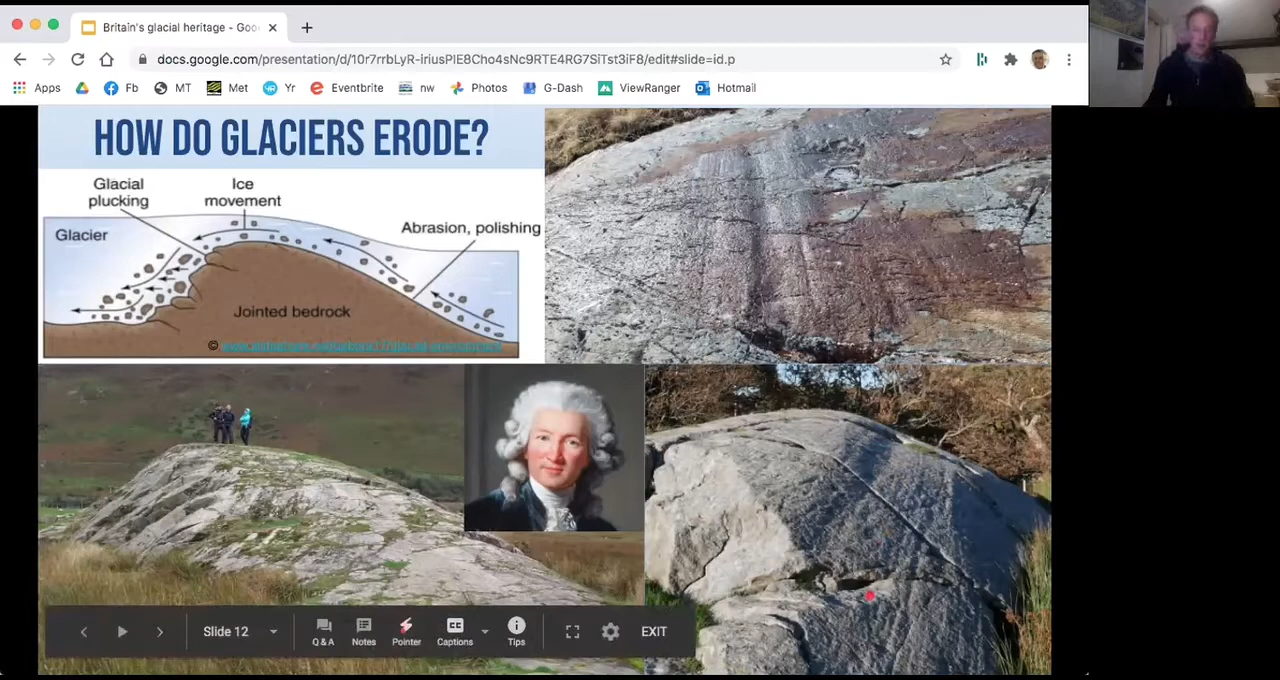 Britain's glacial heritage - Goo
docs.google.com/presentation/d/10r7rrbLyR-iriusPIE8Cho4sNc9RTE4RG7SiTst3iF8/edit#slide=id.p
Apps Fb MT Met Yr Eventbrite nw Photos G-Dash ViewRanger Hotmail
HOW DO GLACIERS ERODE?
Glacial
plucking
Ice
movement
Glacier
Abrasion, polishing
Jointed bedrock
©
Slide 12
Q & A Notes Pointer Captions Tips
EXIT